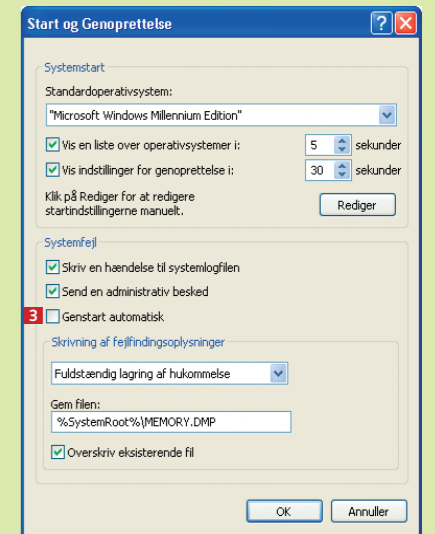 Start og Genoprettelse
Systemstart
Standardoperativsystem:
"Microsoft Windows Millennium Edition"
Vis en liste over operativsystemer i: 5 sekunder
Vis indstillinger for genoprettelse i: 30 sekunder
Klik på Rediger for at redigere
startindstillingerne manuelt.
Rediger
Systemfejl
Skriv en hændelse til systemlogfilen
Send en administrativ besked
3 Genstart automatisk
Skrivning af fejlfindingsoplysninger
Fuldstændig lagring af hukommelse
Gem filen:
%SystemRoot%\MEMORY.DMP
Overskriv eksisterende fil
OK Annuller